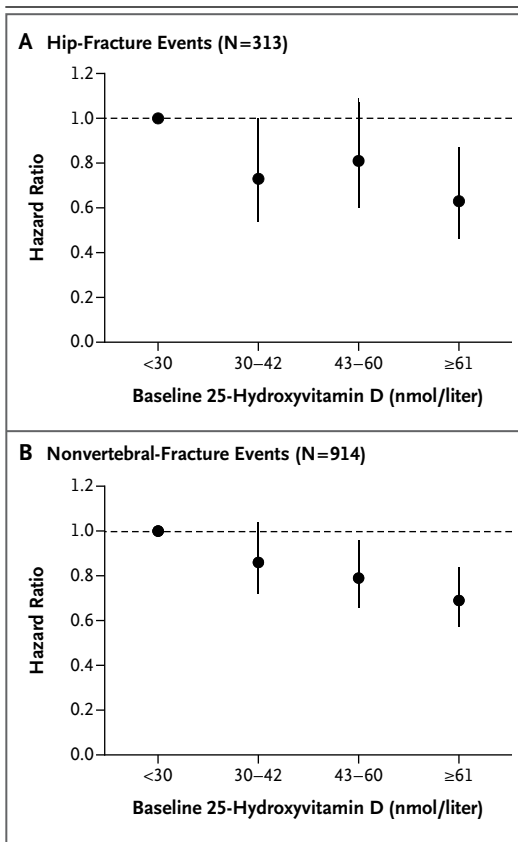 A Hip-Fracture Events (N=313)
1.2
1.0
0.8
0.6
0.4
0.2
0.0
Hazard Ratio
<30 30–42 43–60 ≥61
Baseline 25-Hydroxyvitamin D (nmol/liter)
B Nonvertebral-Fracture Events (N=914)
1.2
1.0
0.8
0.6
0.4
0.2
0.0
Hazard Ratio
<30 30–42 43–60 ≥61
Baseline 25-Hydroxyvitamin D (nmol/liter)